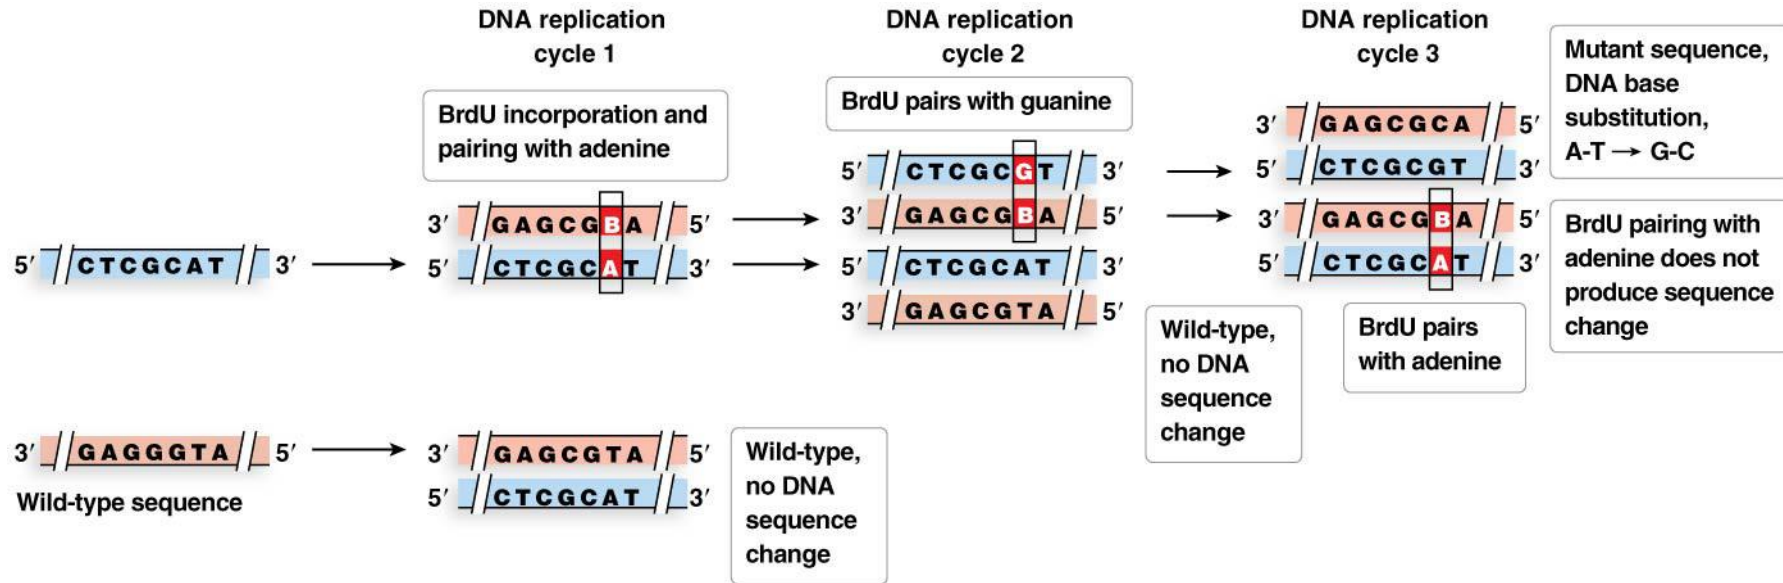 DNA replication
cycle 1
DNA replication
cycle 2
DNA replication
cycle 3
BrdU incorporation and
pairing with adenine
BrdU pairs with guanine
Mutant sequence,
DNA base
substitution,
A-T → G-C
3′ GAGCGCA 5′
5′ CTCGCGT 3′
5′ CTCGCGT 3′
3′ GAGCGBA 5′
3′ GAGCGBA 5′
5′ CTCGCAT 3′
5′ CTCGCAT 3′
5′ CTCGCAT 3′
3′ GAGCGTA 5′
3′ GAGCGBA 5′
5′ CTCGCAT 3′
BrdU pairing with
adenine does not
produce sequence
change
Wild-type,
no DNA
sequence
change
BrdU pairs
with adenine
3′ GAGGGTA 5′
Wild-type sequence
3′ GAGCGTA 5′
5′ CTCGCAT 3′
Wild-type,
no DNA
sequence
change